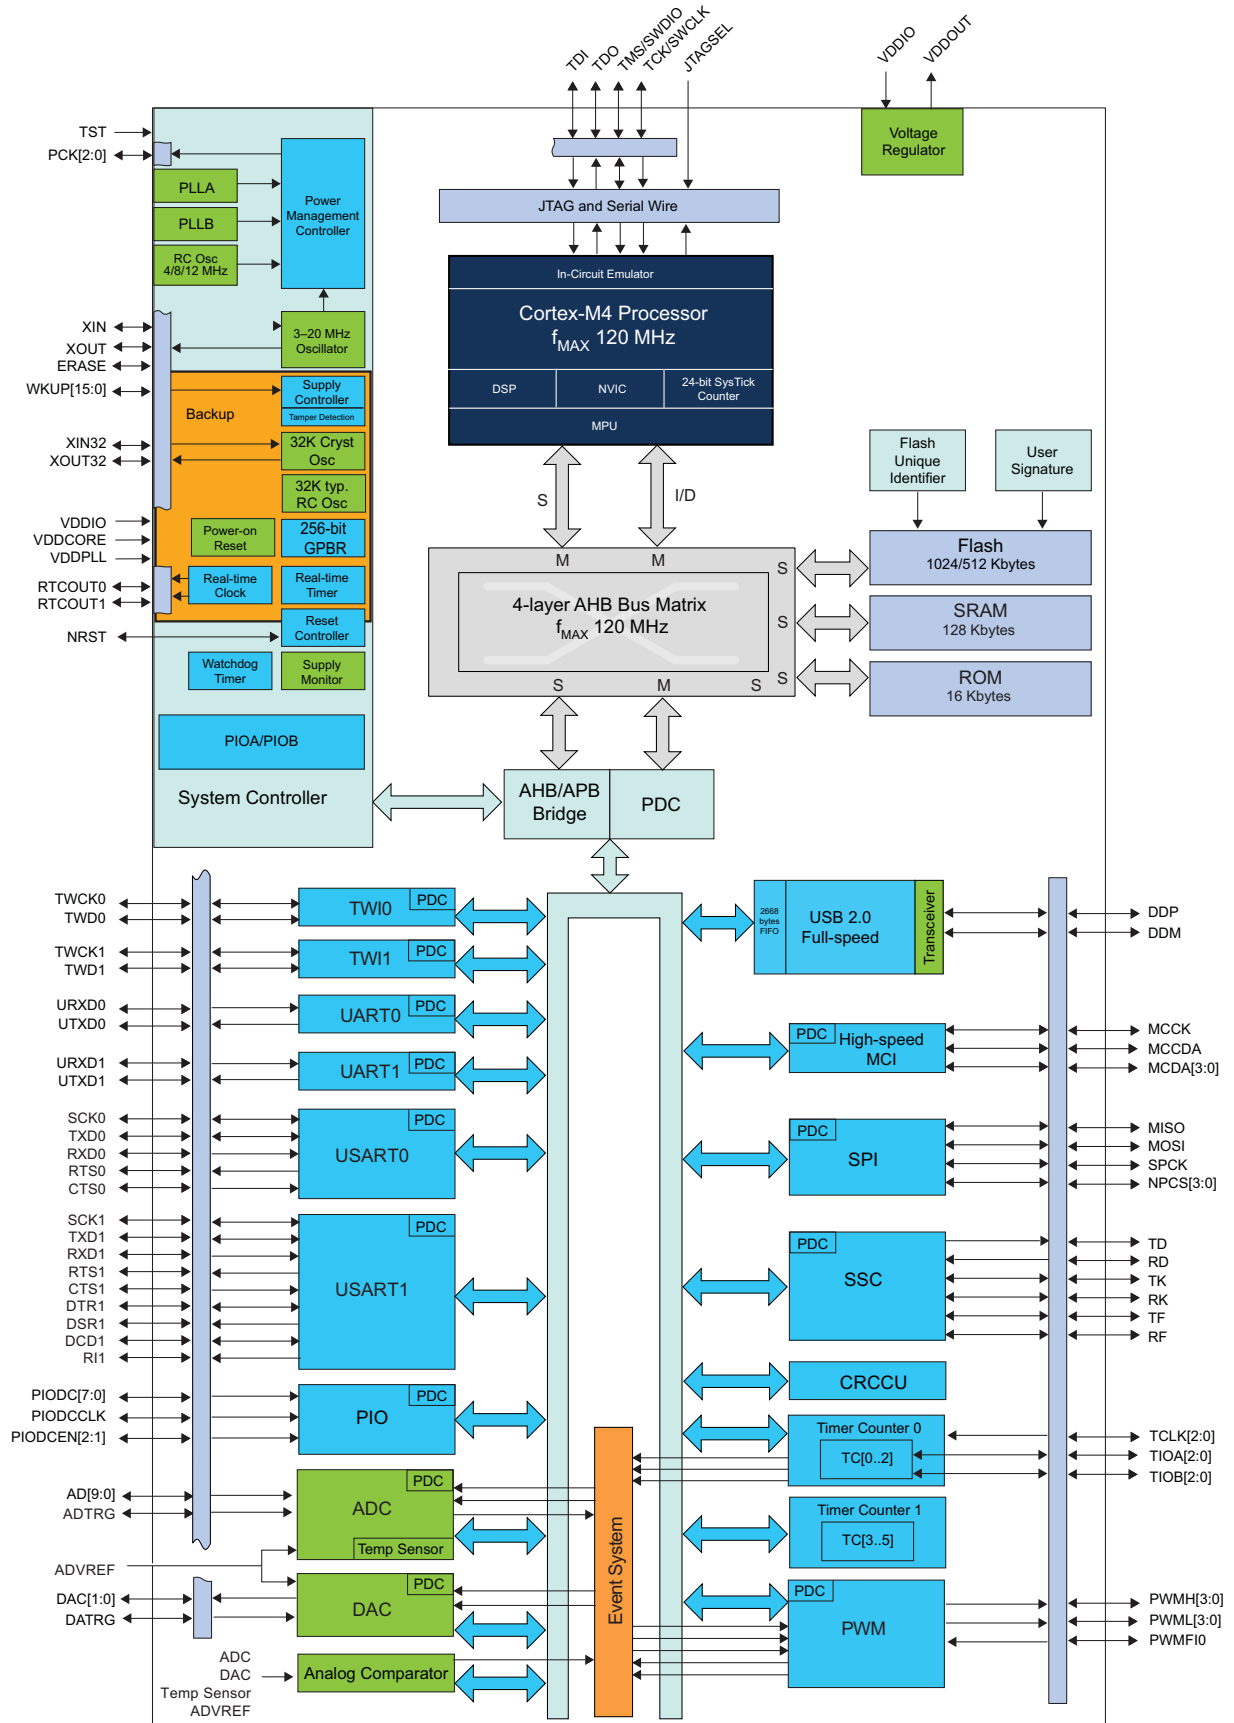 TDI
TDO
TMS/SWDIO
TCK/SWCLK
JTAGSEL
VDDIO
VDDOUT
TST
PCK[2:0]
PLLA
PLLB
RC Osc
4/8/12 MHz
Power
Management
Controller
Voltage
Regulator
JTAG and Serial Wire
In-Circuit Emulator
Cortex-M4 Processor
fMAX 120 MHz
DSP
NVIC
24-bit SysTick
Counter
MPU
XIN
XOUT
ERASE
WKUP[15:0]
3–20 MHz
Oscillator
Backup
Supply
Controller
Tamper Detection
XIN32
XOUT32
32K Cryst
Osc
32K typ.
RC Osc
VDDIO
VDDCORE
VDDPLL
Power-on
Reset
256-bit
GPBR
RTCOUT0
RTCOUT1
Real-time
Clock
Real-time
Timer
NRST
Reset
Controller
Watchdog
Timer
Supply
Monitor
PIOA/PIOB
System Controller
S
I/D
M
M
S
S
S
S
M
S
4-layer AHB Bus Matrix
fMAX 120 MHz
Flash
Unique
Identifier
User
Signature
Flash
1024/512 Kbytes
SRAM
128 Kbytes
ROM
16 Kbytes
AHB/APB
Bridge
PDC
TWCK0
TWD0
TWI0
PDC
TWCK1
TWD1
TWI1
PDC
URXD0
UTXD0
UART0
PDC
URXD1
UTXD1
UART1
PDC
SCK0
TXD0
RXD0
RTS0
CTS0
USART0
PDC
SCK1
TXD1
RXD1
RTS1
CTS1
DTR1
DSR1
DCD1
RI1
USART1
PDC
PIODC[7:0]
PIODCCLK
PIODCEN[2:1]
PIO
PDC
AD[9:0]
ADTRG
ADC
PDC
Temp Sensor
ADVREF
DAC[1:0]
DATRG
DAC
PDC
ADC
DAC
Temp Sensor
ADVREF
Analog Comparator
Event System
2668
bytes
FIFO
USB 2.0
Full-speed
Transceiver
DDP
DDM
PDC
High-speed
MCI
MCCK
MCCDA
MCDA[3:0]
PDC
SPI
MISO
MOSI
SPCK
NPCS[3:0]
PDC
SSC
TD
RD
TK
RK
TF
RF
CRCCU
Timer Counter 0
TC[0..2]
TCLK[2:0]
TIOA[2:0]
TIOB[2:0]
Timer Counter 1
TC[3..5]
PDC
PWM
PWMH[3:0]
PWML[3:0]
PWMFI0